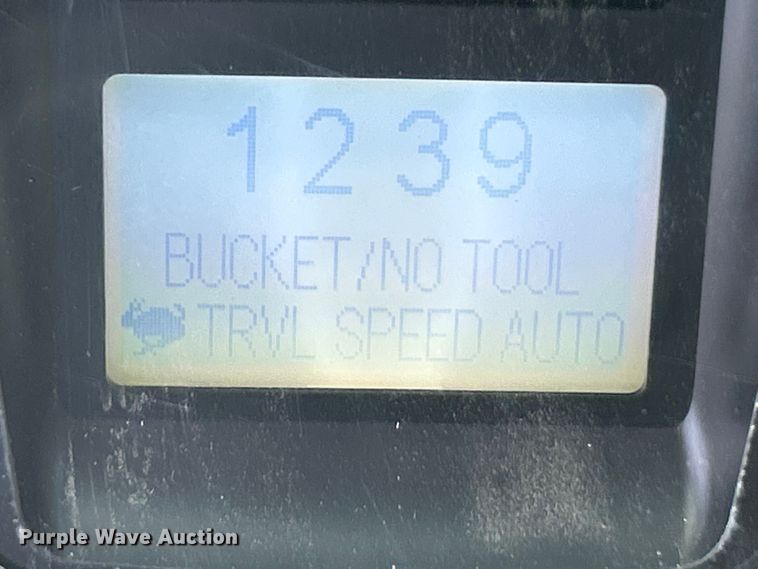 1239
BUCKET/NO TOOL
TRVL SPEED AUTO
Purple Wave Auction